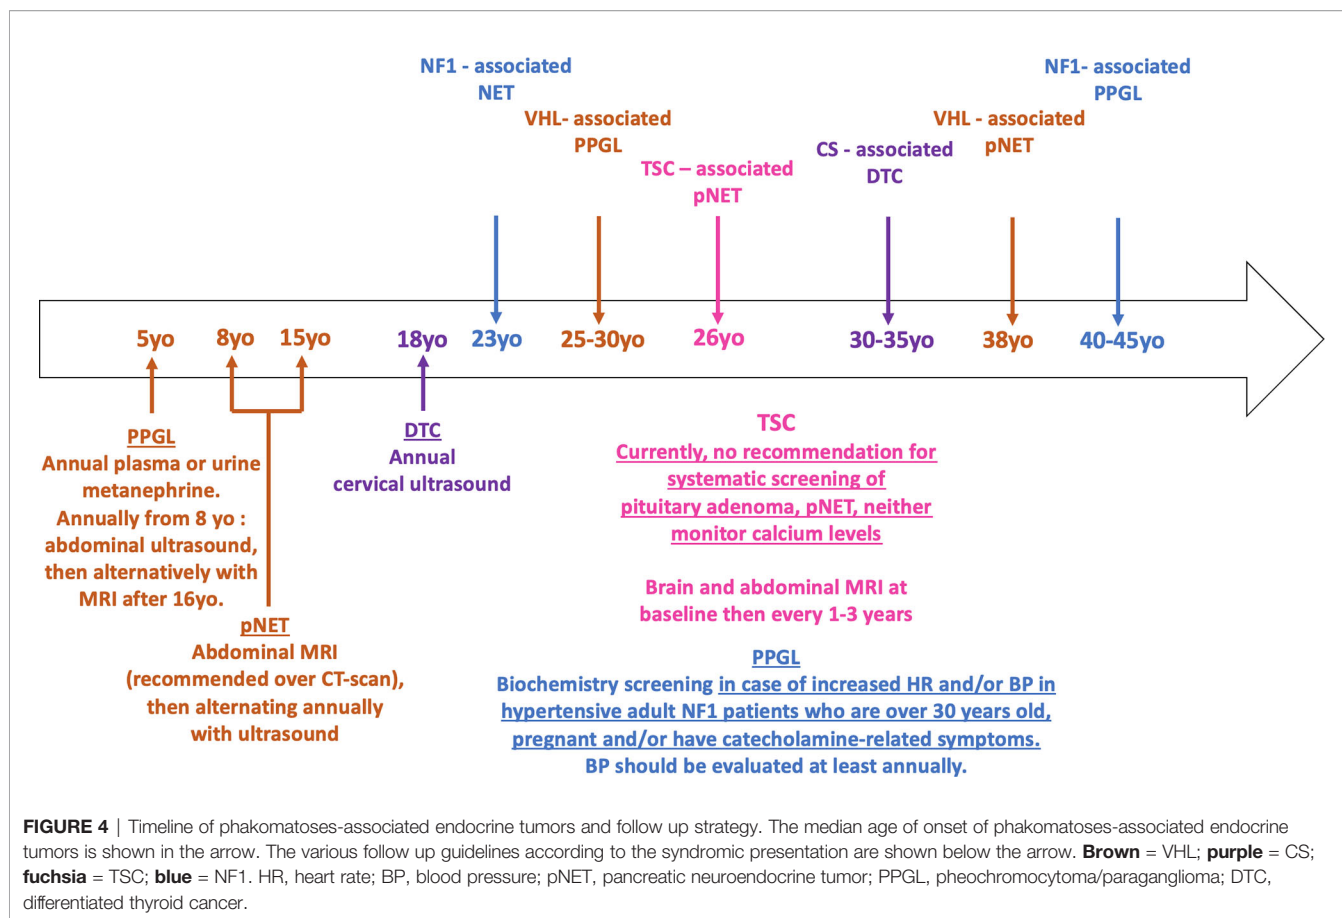 NF1 - associated
NET
VHL- associated
PPGL
TSC – associated
pNET
CS - associated
DTC
VHL - associated
pNET
NF1- associated
PPGL
5yo 8yo 15yo 18yo 23yo 25-30yo 26yo 30-35yo 38yo 40-45yo
PPGL
Annual plasma or urine
metanephrine.
Annually from 8 yo :
abdominal ultrasound,
then alternatively with
MRI after 16yo.
pNET
Abdominal MRI
(recommended over CT-scan),
then alternating annually
with ultrasound
DTC
Annual
cervical ultrasound
TSC
Currently, no recommendation for
systematic screening of
pituitary adenoma, pNET, neither
monitor calcium levels
Brain and abdominal MRI at
baseline then every 1-3 years
PPGL
Biochemistry screening in case of increased HR and/or BP in
hypertensive adult NF1 patients who are over 30 years old,
pregnant and/or have catecholamine-related symptoms.
BP should be evaluated at least annually.
FIGURE 4 | Timeline of phakomatoses-associated endocrine tumors and follow up strategy. The median age of onset of phakomatoses-associated endocrine
tumors is shown in the arrow. The various follow up guidelines according to the syndromic presentation are shown below the arrow. Brown = VHL; purple = CS;
fuchsia = TSC; blue = NF1. HR, heart rate; BP, blood pressure; pNET, pancreatic neuroendocrine tumor; PPGL, pheochromocytoma/paraganglioma; DTC,
differentiated thyroid cancer.